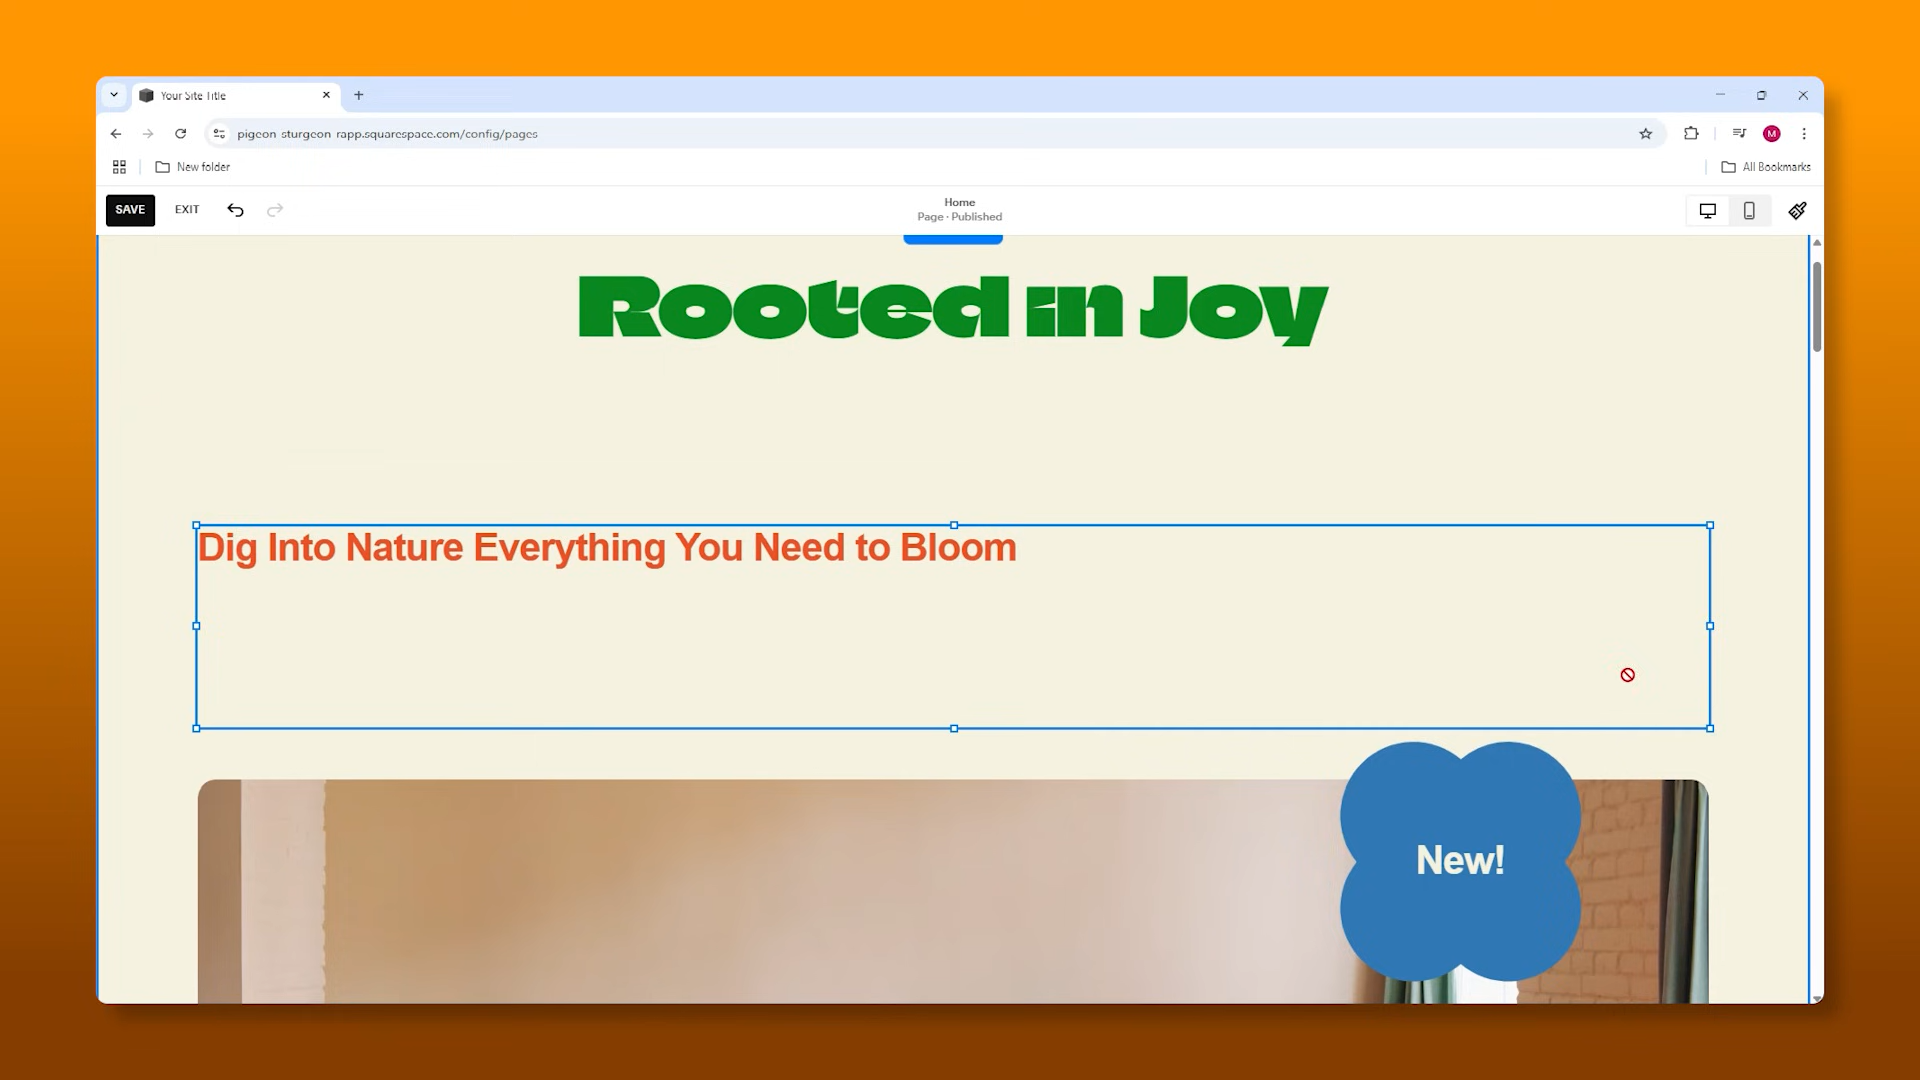 Your Site Title
pigeon-sturgeon-rapp.squarespace.com/config/pages
M
New folder
All Bookmarks
SAVE
EXIT
Home
Page · Published
Rooted in Joy
Dig Into Nature Everything You Need to Bloom
New!